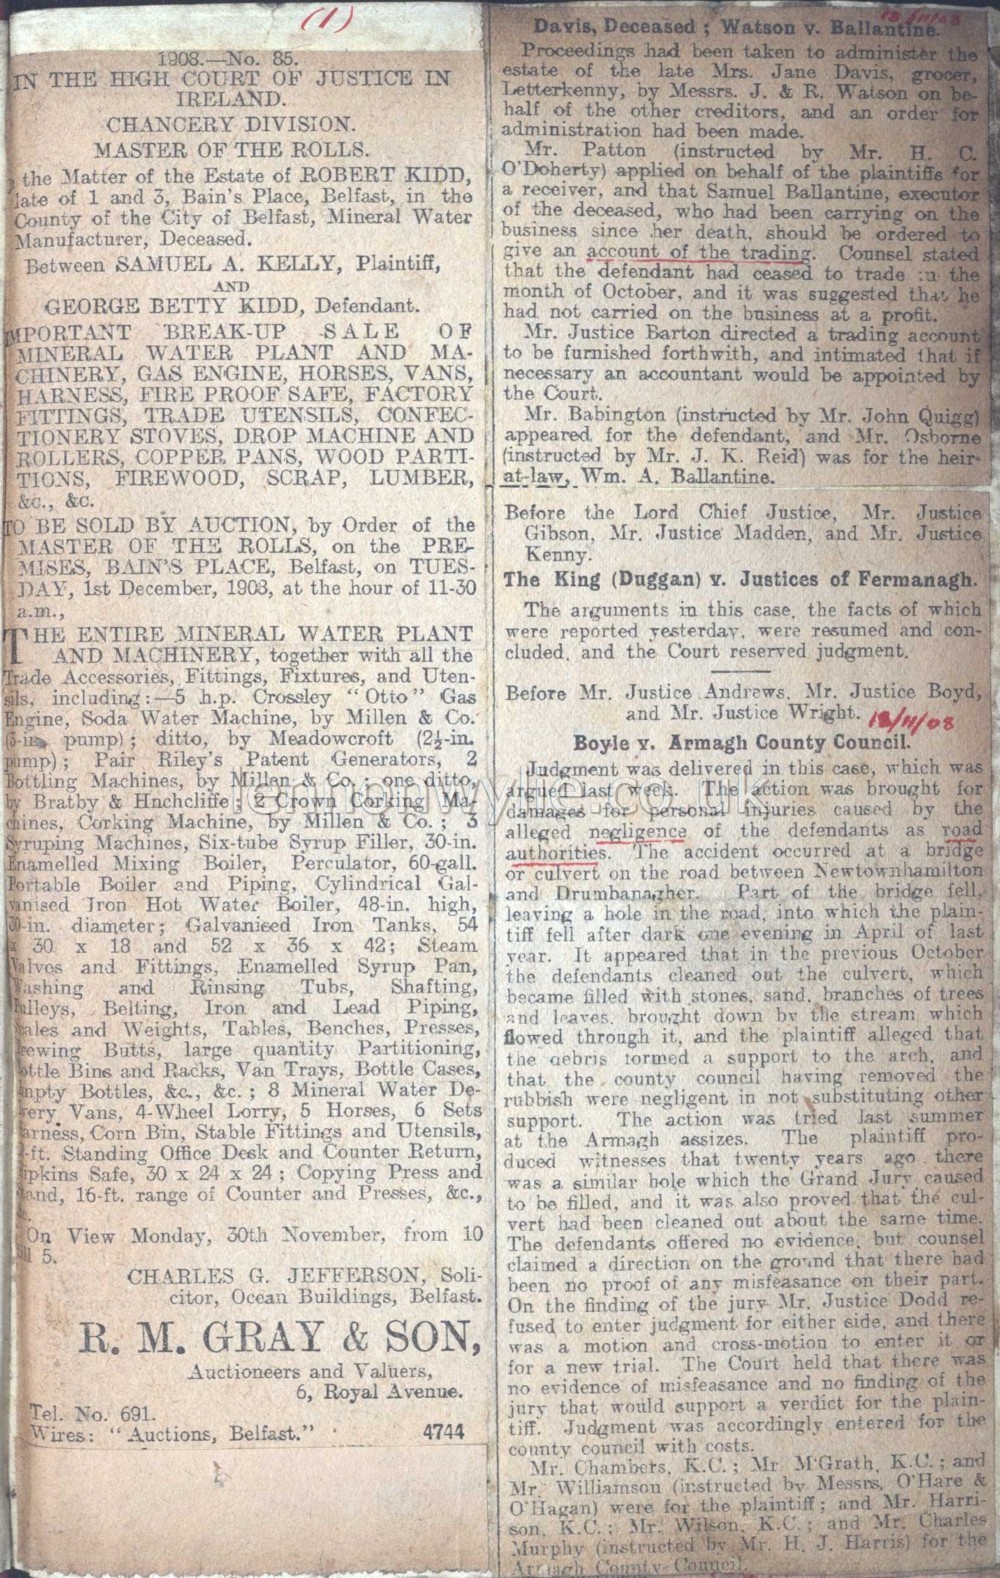 (1)
1908.—No. 85.
IN THE HIGH COURT OF JUSTICE IN
IRELAND.
CHANCERY DIVISION.
MASTER OF THE ROLLS.
the Matter of the Estate of ROBERT KIDD,
late of 1 and 3, Bain's Place, Belfast, in the
County of the City of Belfast, Mineral Water
Manufacturer, Deceased.
Between SAMUEL A. KELLY, Plaintiff,
AND
GEORGE BETTY KIDD, Defendant.
IMPORTANT BREAK-UP SALE OF
MINERAL WATER PLANT AND MA-
CHINERY, GAS ENGINE, HORSES, VANS,
HARNESS, FIRE PROOF SAFE, FACTORY
FITTINGS, TRADE UTENSILS, CONFEC-
TIONERY STOVES, DROP MACHINE AND
ROLLERS, COPPER PANS, WOOD PARTI-
TIONS, FIREWOOD, SCRAP, LUMBER,
&c., &c.
TO BE SOLD BY AUCTION, by Order of the
MASTER OF THE ROLLS, on the PRE-
MISES, BAIN'S PLACE, Belfast, on TUES-
DAY, 1st December, 1908, at the hour of 11-30
a.m.,
THE ENTIRE MINERAL WATER PLANT
AND MACHINERY, together with all the
Trade Accessories, Fittings, Fixtures, and Uten-
sils, including:—5 h.p. Crossley "Otto" Gas
Engine, Soda Water Machine, by Millen & Co.
(3-in. pump); ditto, by Meadowcroft (2½-in.
pump); Pair Riley's Patent Generators, 2
Bottling Machines, by Millan & Co.; one ditto,
by Bratby & Hnchcliffe; 2 Crown Corking Ma-
chines, Corking Machine, by Millen & Co.; 3
Syruping Machines, Six-tube Syrup Filler, 30-in.
Enamelled Mixing Boiler, Perculator, 60-gall.
Portable Boiler and Piping, Cylindrical Gal-
vanised Iron Hot Water Boiler, 48-in. high,
-in. diameter; Galvanised Iron Tanks, 54
x 30 x 18 and 52 x 36 x 42; Steam
Valves and Fittings, Enamelled Syrup Pan,
Washing and Rinsing Tubs, Shafting,
Pulleys, Belting, Iron and Lead Piping,
Scales and Weights, Tables, Benches, Presses,
rewing Butts, large quantity Partitioning,
ottle Bins and Racks, Van Trays, Bottle Cases,
mpty Bottles, &c., &c.; 8 Mineral Water De-
very Vans, 4-Wheel Lorry, 5 Horses, 6 Sets
arness, Corn Bin, Stable Fittings and Utensils,
-ft. Standing Office Desk and Counter Return,
ipkins Safe, 30 x 24 x 24; Copying Press and
and, 16-ft. range of Counter and Presses, &c.,
On View Monday, 30th November, from 10
till 5.
CHARLES G. JEFFERSON, Soli-
citor, Ocean Buildings, Belfast.
R. M. GRAY & SON,
Auctioneers and Valuers,
6, Royal Avenue.
Tel. No. 691.
Wires: "Auctions, Belfast." 4744
18/11/08
Davis, Deceased; Watson v. Ballantine.
Proceedings had been taken to administer the
estate of the late Mrs. Jane Davis, grocer,
Letterkenny, by Messrs. J. & R. Watson on be-
half of the other creditors, and an order for
administration had been made.
Mr. Patton (instructed by Mr. H. C.
O'Doherty) applied on behalf of the plaintiffs for
a receiver, and that Samuel Ballantine, executor
of the deceased, who had been carrying on the
business since her death, should be ordered to
give an account of the trading. Counsel stated
that the defendant had ceased to trade in the
month of October, and it was suggested that he
had not carried on the business at a profit.
Mr. Justice Barton directed a trading account
to be furnished forthwith, and intimated that if
necessary an accountant would be appointed by
the Court.
Mr. Babington (instructed by Mr. John Quigg)
appeared for the defendant, and Mr. Osborne
(instructed by Mr. J. K. Reid) was for the heir-
at-law, Wm. A. Ballantine.
Before the Lord Chief Justice, Mr. Justice
Gibson, Mr. Justice Madden, and Mr. Justice
Kenny.
The King (Duggan) v. Justices of Fermanagh.
The arguments in this case, the facts of which
were reported yesterday, were resumed and con-
cluded, and the Court reserved judgment.
Before Mr. Justice Andrews, Mr. Justice Boyd,
and Mr. Justice Wright. 18/11/08
Boyle v. Armagh County Council.
Judgment was delivered in this case, which was
argued last week. The action was brought for
damages for personal injuries caused by the
alleged negligence of the defendants as road
authorities. The accident occurred at a bridge
or culvert on the road between Newtownhamilton
and Drumbanagher. Part of the bridge fell,
leaving a hole in the road, into which the plain-
tiff fell after dark one evening in April of last
year. It appeared that in the previous October
the defendants cleaned out the culvert, which
became filled with stones, sand, branches of trees
and leaves, brought down by the stream which
flowed through it, and the plaintiff alleged that
the debris formed a support to the arch, and
that the county council having removed the
rubbish were negligent in not substituting other
support. The action was tried last summer
at the Armagh assizes. The plaintiff pro-
duced witnesses that twenty years ago there
was a similar hole which the Grand Jury caused
to be filled, and it was also proved that the cul-
vert had been cleaned out about the same time.
The defendants offered no evidence, but counsel
claimed a direction on the ground that there had
been no proof of any misfeasance on their part.
On the finding of the jury Mr. Justice Dodd re-
fused to enter judgment for either side, and there
was a motion and cross-motion to enter it or
for a new trial. The Court held that there was
no evidence of misfeasance and no finding of the
jury that would support a verdict for the plain-
tiff. Judgment was accordingly entered for the
county council with costs.
Mr. Chambers, K.C.; Mr M'Grath, K.C.; and
Mr. Williamson (instructed by Messrs. O'Hare &
O'Hagan) were for the plaintiff; and Mr. Harri-
son, K.C.; Mr. Wilson, K.C.; and Mr. Charles
Murphy (instructed by Mr. H. J. Harris) for the
Armagh County Council.